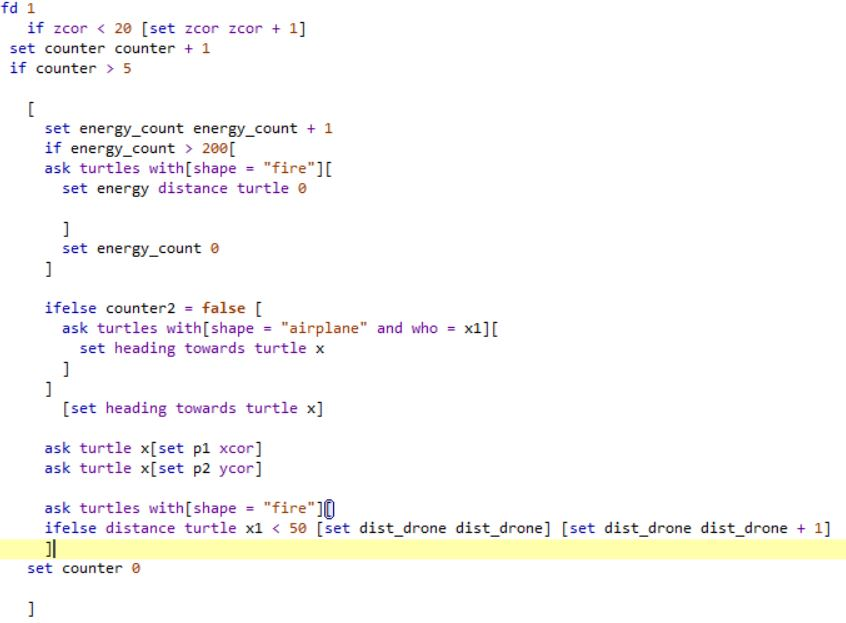 fd 1
if zcor < 20 [set zcor zcor + 1]
set counter counter + 1
if counter > 5
[
set energy_count energy_count + 1
if energy_count > 200[
ask turtles with[shape = "fire"][
set energy distance turtle 0
]
set energy_count 0
]
ifelse counter2 = false [
ask turtles with[shape = "airplane" and who = x1][
set heading towards turtle x
]
]
[set heading towards turtle x]
ask turtle x[set p1 xcor]
ask turtle x[set p2 ycor]
ask turtles with[shape = "fire"][
ifelse distance turtle x1 < 50 [set dist_drone dist_drone] [set dist_drone dist_drone + 1]
]
set counter 0
]